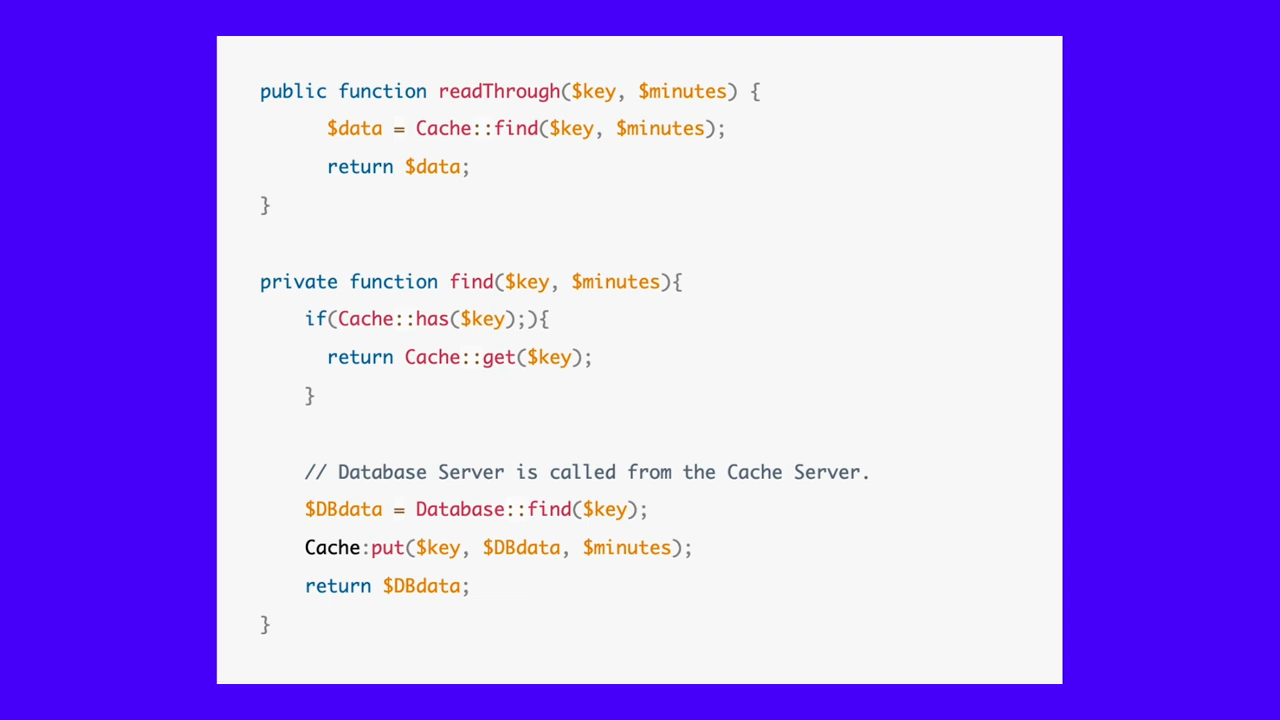 public function readThrough($key, $minutes) {
$data = Cache::find($key, $minutes);
return $data;
}
private function find($key, $minutes){
if(Cache::has($key);){
return Cache::get($key);
}
// Database Server is called from the Cache Server.
$DBdata = Database::find($key);
Cache:put($key, $DBdata, $minutes);
return $DBdata;
}